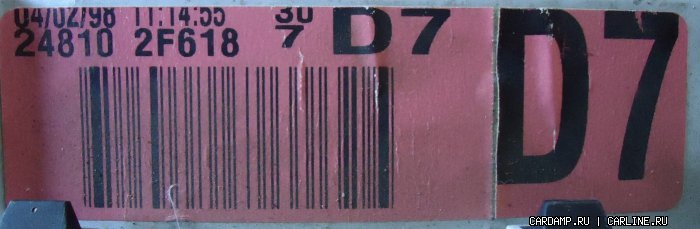 04/02/98 11:14:55 30/7 D7
24810 2F618
D7
CARDAMP.RU | CARLINE.RU